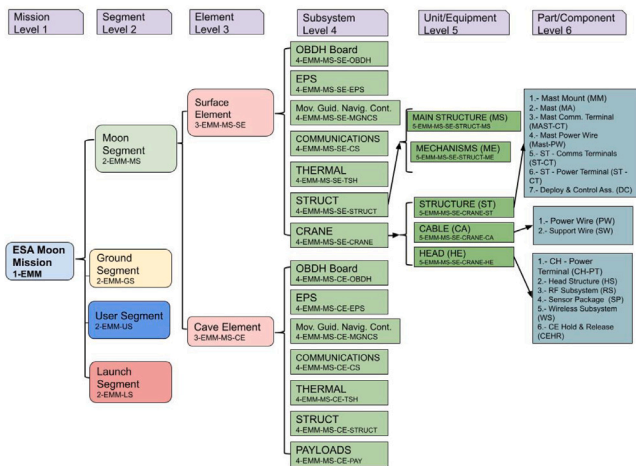 Mission
Level 1
Segment
Level 2
Element
Level 3
Subsystem
Level 4
Unit/Equipment
Level 5
Part/Component
Level 6
ESA Moon
Mission
1-EMM
Moon
Segment
2-EMM-MS
Ground
Segment
2-EMM-GS
User Segment
2-EMM-US
Launch
Segment
2-EMM-LS
Surface
Element
3-EMM-MS-SE
Cave Element
3-EMM-MS-CE
OBDH Board
4-EMM-MS-SE-OBDH
EPS
4-EMM-MS-SE-EPS
Mov. Guid. Navig. Cont.
4-EMM-MS-SE-MGNCS
COMMUNICATIONS
4-EMM-MS-SE-CS
THERMAL
4-EMM-MS-SE-TSH
STRUCT
4-EMM-MS-SE-STRUCT
CRANE
4-EMM-MS-SE-CRANE
OBDH Board
4-EMM-MS-CE-OBDH
EPS
4-EMM-MS-CE-EPS
Mov. Guid. Navig. Cont.
4-EMM-MS-CE-MGNCS
COMMUNICATIONS
4-EMM-MS-CE-CS
THERMAL
4-EMM-MS-CE-TSH
STRUCT
4-EMM-MS-CE-STRUCT
PAYLOADS
4-EMM-MS-CE-PAY
MAIN STRUCTURE (MS)
5-EMM-MS-SE-STRUCT-MS
MECHANISMS (ME)
5-EMM-MS-SE-STRUCT-ME
STRUCTURE (ST)
5-EMM-MS-SE-CRANE-ST
CABLE (CA)
5-EMM-MS-SE-CRANE-CA
HEAD (HE)
5-EMM-MS-SE-CRANE-HE
1.- Mast Mount (MM)
2.- Mast (MA)
3.- Mast Comm. Terminal
(MAST-CT)
4.- Mast Power Wire
(Mast-PW)
5.- ST - Comms Terminals
(ST-CT)
6.- ST - Power Terminal (ST -
CT)
7.- Deploy & Control Ass. (DC)
1.- Power Wire (PW)
2.- Support Wire (SW)
1.- CH - Power
Terminal (CH-PT)
2.- Head Structure (HS)
3.- RF Subsystem (RS)
4.- Sensor Package (SP)
5.- Wireless Subsystem
(WS)
6.- CE Hold & Release
(CEHR)